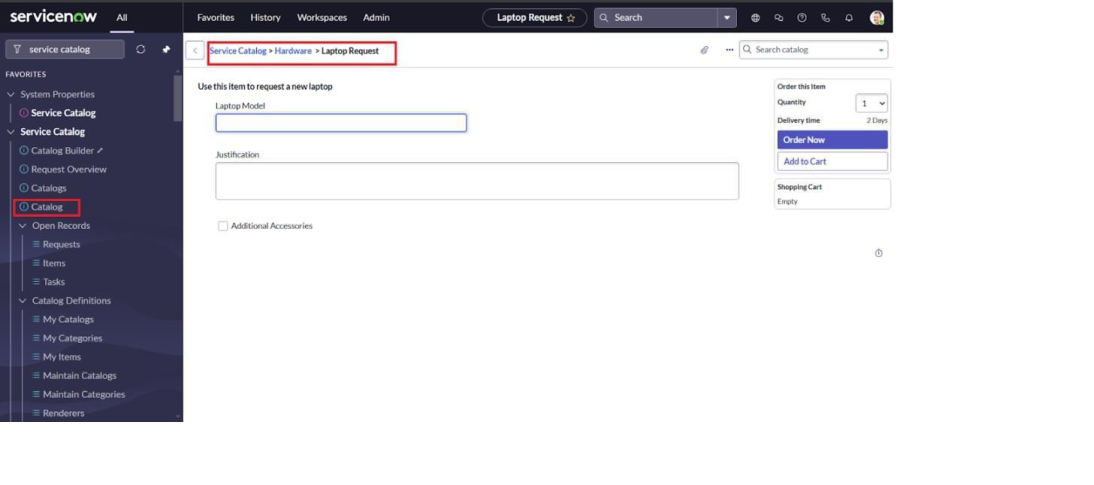 servicenow All Favorites History Workspaces Admin Laptop Request ☆ Search
service catalog
Service Catalog > Hardware > Laptop Request
Search catalog
FAVORITES
System Properties
Service Catalog
Service Catalog
Catalog Builder
Request Overview
Catalogs
Catalog
Open Records
Requests
Items
Tasks
Catalog Definitions
My Catalogs
My Categories
My Items
Maintain Catalogs
Maintain Categories
Renderers
Use this item to request a new laptop
Laptop Model
Justification
Additional Accessories
Order this Item
Quantity 1
Delivery time 2 Days
Order Now
Add to Cart
Shopping Cart
Empty